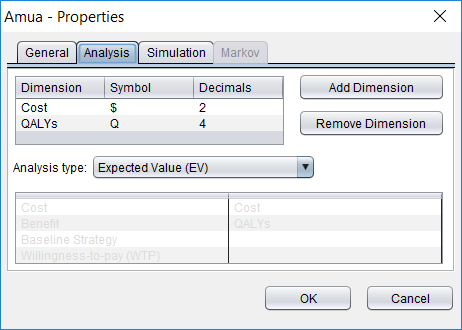 Amua - Properties
General Analysis Simulation Markov
Dimension Symbol Decimals
Cost $ 2
QALYs Q 4
Add Dimension
Remove Dimension
Analysis type: Expected Value (EV)
Cost Cost
Benefit QALYs
Baseline Strategy
Willingness-to-pay (WTP)
OK Cancel